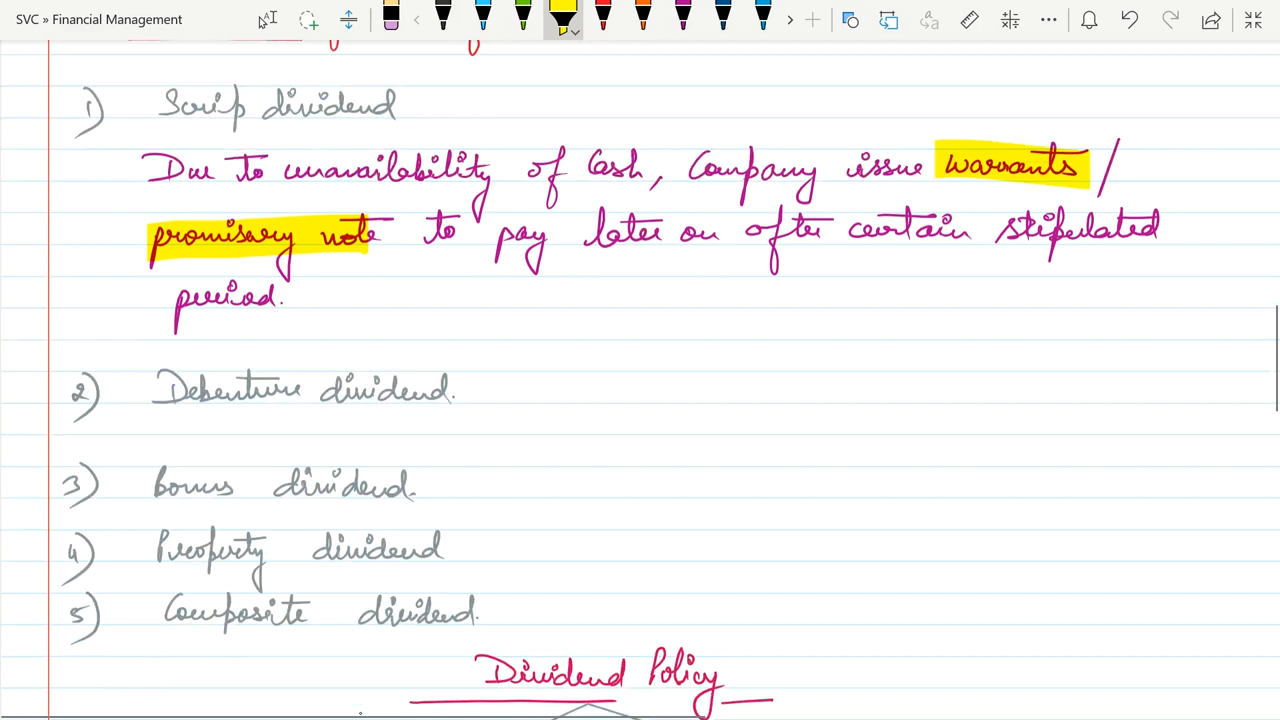 SVC » Financial Management
1) Scrip dividend
Due to unavailability of Cash, Company issue warrants /
promisary note to pay later on after certain stipulated
period.
2) Debenture dividend.
3) Bonus dividend.
4) Property dividend
5) Composite dividend.
Dividend Policy